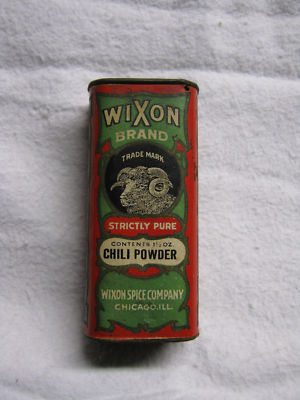 WIXON
BRAND
TRADE MARK
STRICTLY PURE
CONTENTS 1½ OZ.
CHILI POWDER
WIXON SPICE COMPANY
CHICAGO, ILL.